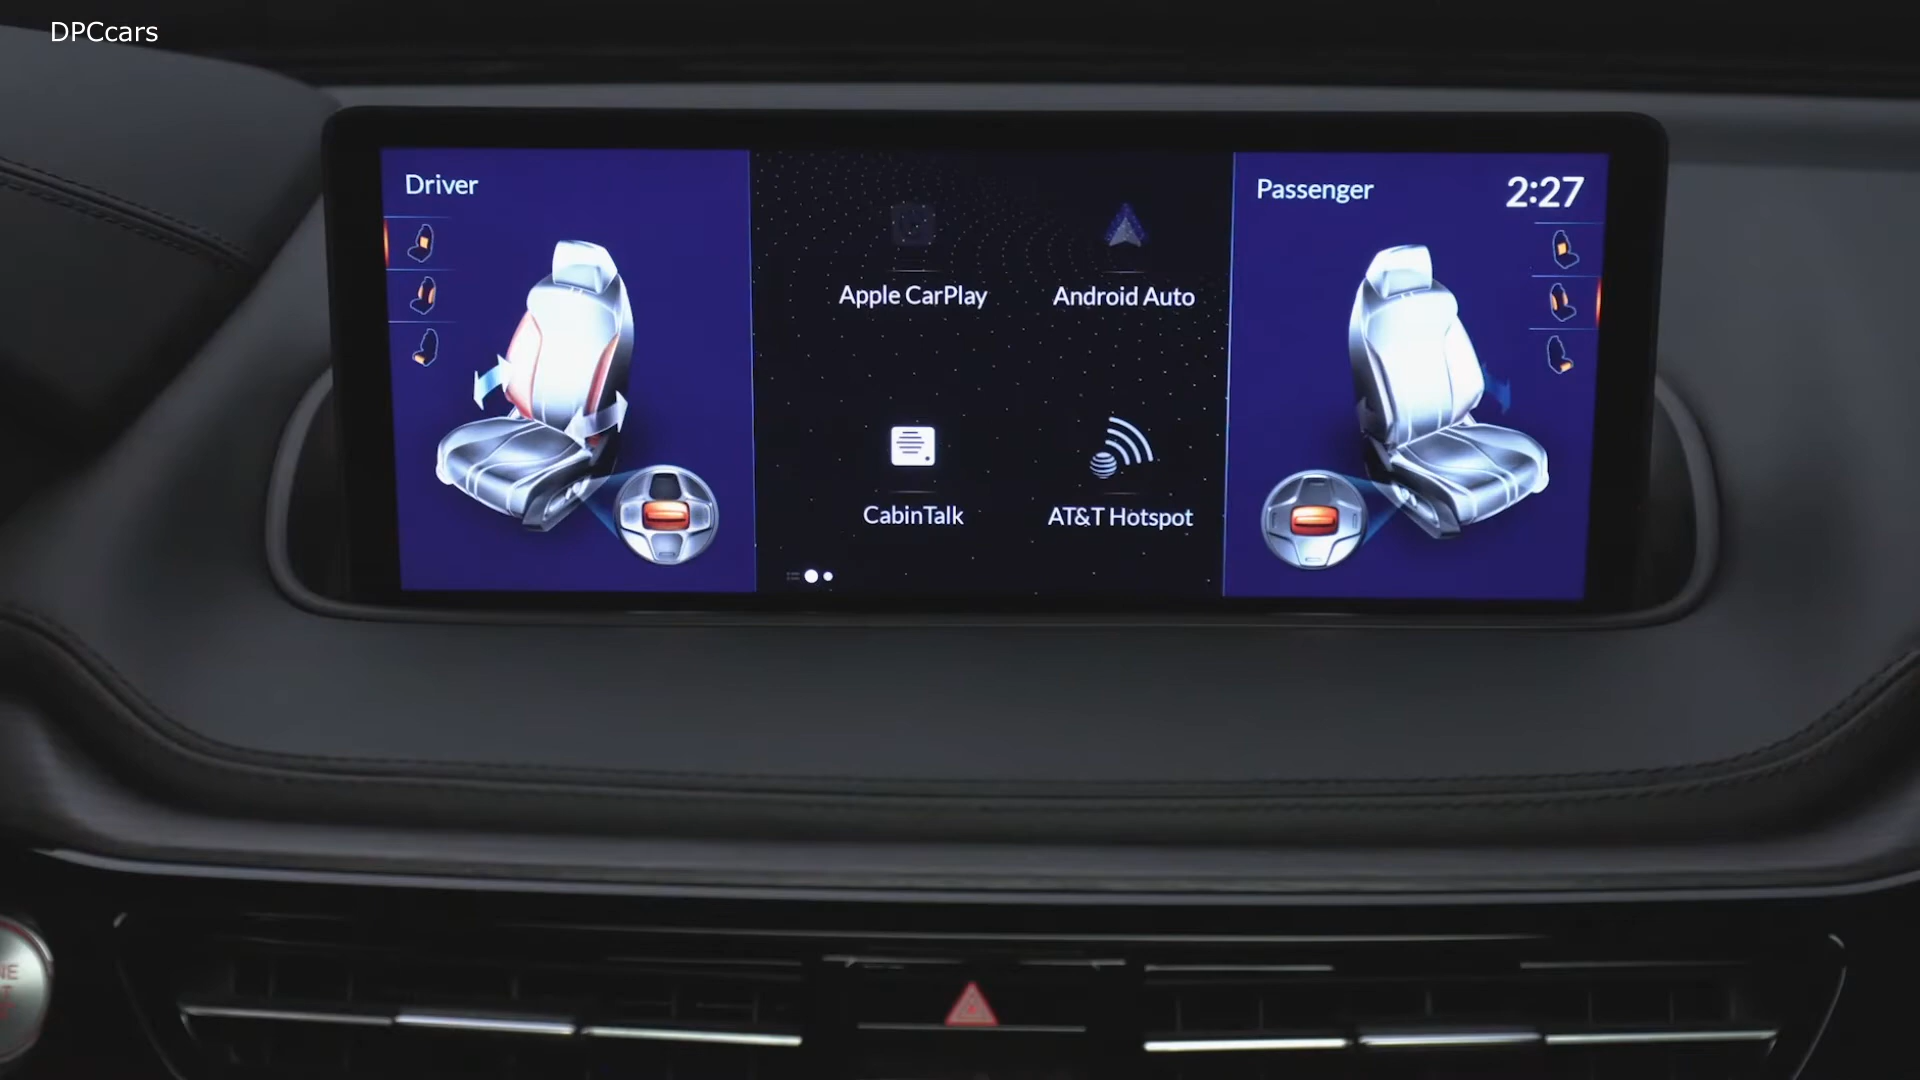 DPCcars
Driver
Passenger
2:27
Apple CarPlay
Android Auto
CabinTalk
AT&T Hotspot